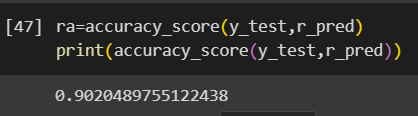 [47] ra=accuracy_score(y_test,r_pred)
print(accuracy_score(y_test,r_pred))
0.9020489755122438